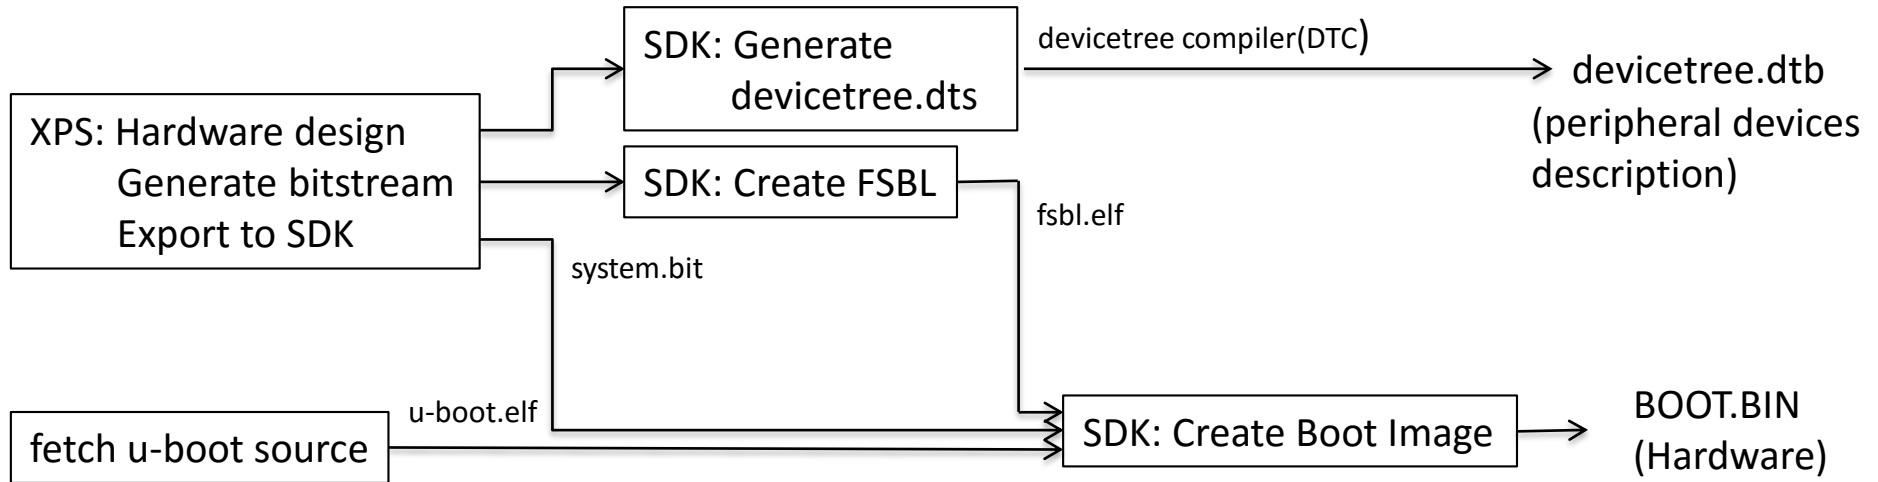 XPS: Hardware design
Generate bitstream
Export to SDK
SDK: Generate
devicetree.dts
devicetree compiler(DTC)
devicetree.dtb
(peripheral devices
description)
SDK: Create FSBL
fsbl.elf
system.bit
fetch u-boot source
u-boot.elf
SDK: Create Boot Image
BOOT.BIN
(Hardware)